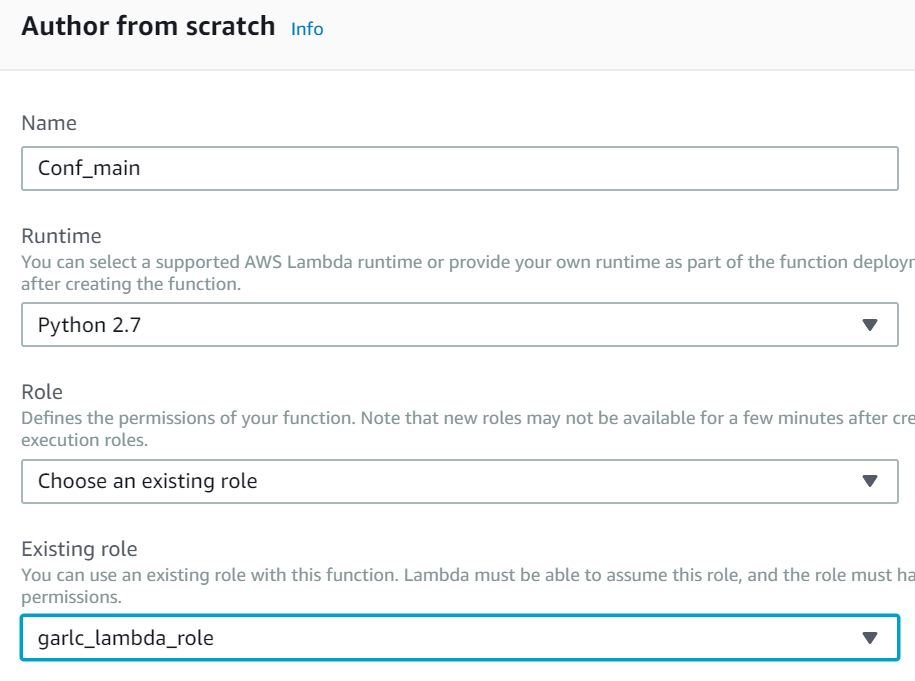 Author from scratch Info
Name
Conf_main
Runtime
You can select a supported AWS Lambda runtime or provide your own runtime as part of the function
after creating the function.
Python 2.7
Role
Defines the permissions of your function. Note that new roles may not be available for a few minutes after
execution roles.
Choose an existing role
Existing role
You can use an existing role with this function. Lambda must be able to assume this role, and the role must
permissions.
garlc_lambda_role